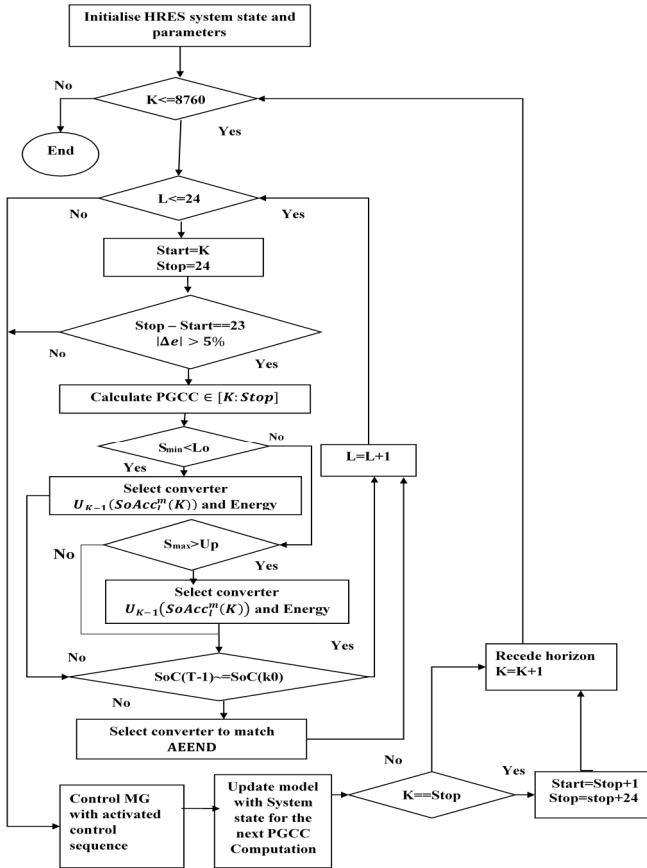 Initialise HRES system state and
parameters
No
K<=8760
Yes
End
L<=24
No
Yes
Start=K
Stop=24
Stop – Start==23
|Δe| > 5%
No
Yes
Calculate PGCC ∈ [K: Stop]
No
Smin<Lo
L=L+1
Yes
Select converter
U_{K−1}(SoAcc_l^m(K)) and Energy
No
Smax>Up
Yes
Select converter
U_{K−1}(SoAcc_l^m(K)) and Energy
Yes
No
SoC(T-1)~=SoC(k0)
No
Recede horizon
K=K+1
Select converter to match
AEEND
No
Yes
Control MG
with activated
control
sequence
Update model
with System
state for the
next PGCC
Computation
K==Stop
Start=Stop+1
Stop=stop+24